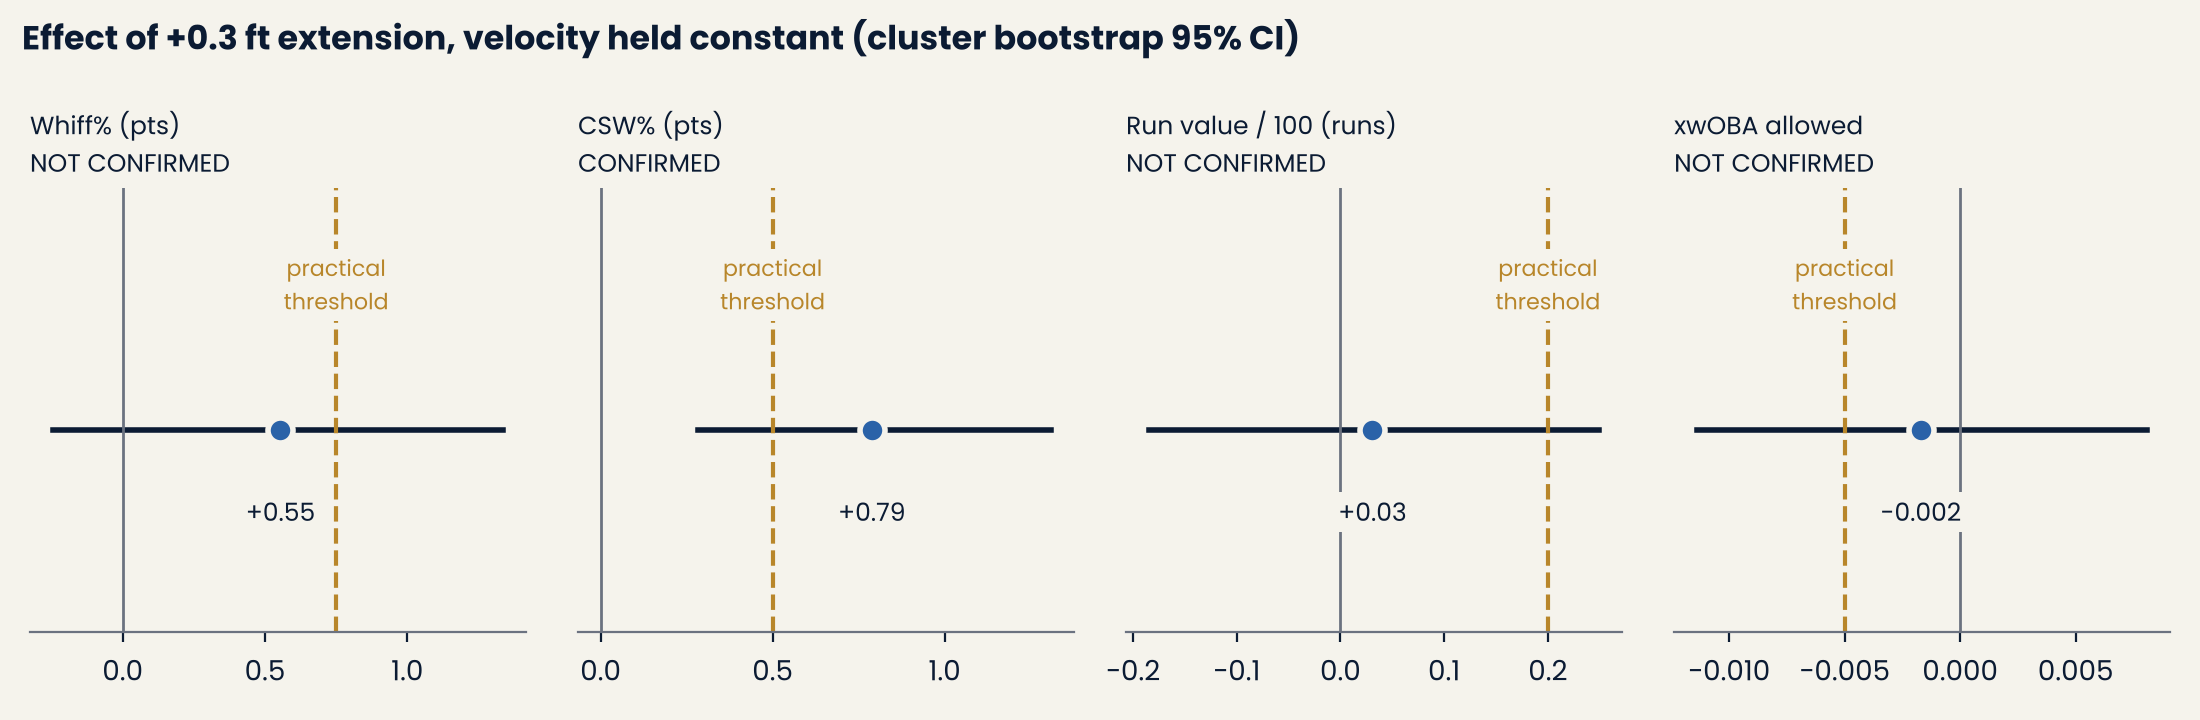 Effect of +0.3 ft extension, velocity held constant (cluster bootstrap 95% CI)
Whiff% (pts)
NOT CONFIRMED
practical
threshold
+0.55
0.0 0.5 1.0
CSW% (pts)
CONFIRMED
practical
threshold
+0.79
0.0 0.5 1.0
Run value / 100 (runs)
NOT CONFIRMED
practical
threshold
+0.03
−0.2 −0.1 0.0 0.1 0.2
xwOBA allowed
NOT CONFIRMED
practical
threshold
−0.002
−0.010 −0.005 0.000 0.005